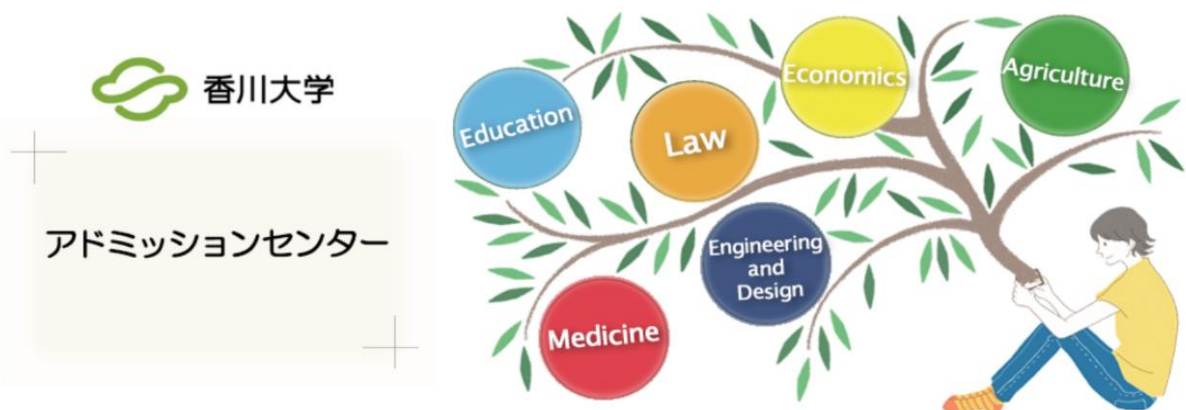 香川大学
アドミッションセンター
Education
Law
Economics
Agriculture
Engineering
and
Design
Medicine